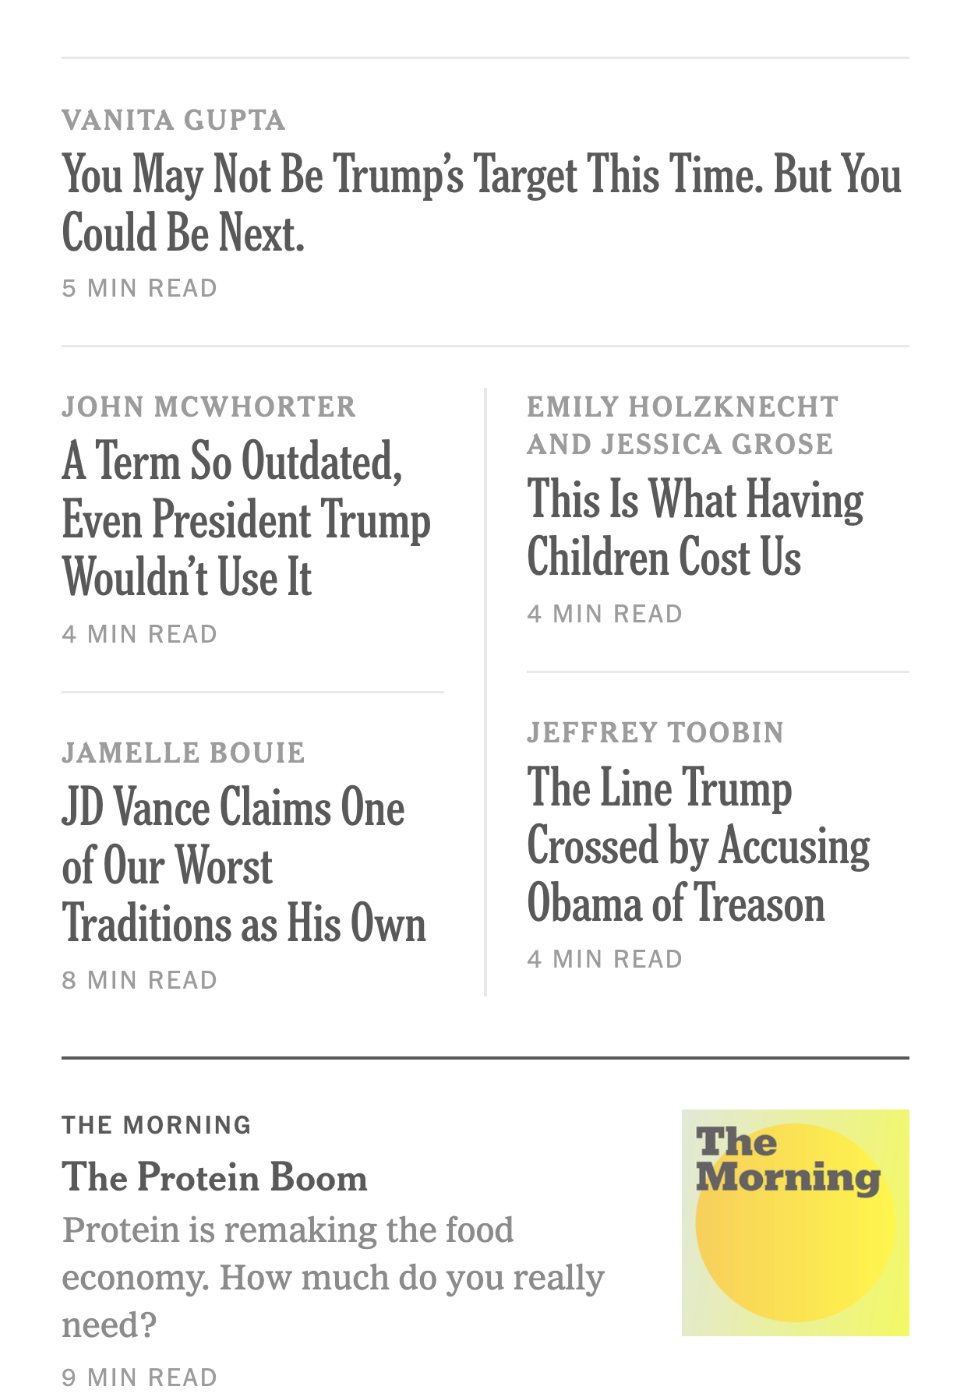 VANITA GUPTA
You May Not Be Trump’s Target This Time. But You
Could Be Next.
5 MIN READ
JOHN MCWHORTER
A Term So Outdated,
Even President Trump
Wouldn’t Use It
4 MIN READ
JAMELLE BOUIE
JD Vance Claims One
of Our Worst
Traditions as His Own
8 MIN READ
EMILY HOLZKNECHT
AND JESSICA GROSE
This Is What Having
Children Cost Us
4 MIN READ
JEFFREY TOOBIN
The Line Trump
Crossed by Accusing
Obama of Treason
4 MIN READ
THE MORNING
The Protein Boom
Protein is remaking the food
economy. How much do you really
need?
9 MIN READ
The
Morning